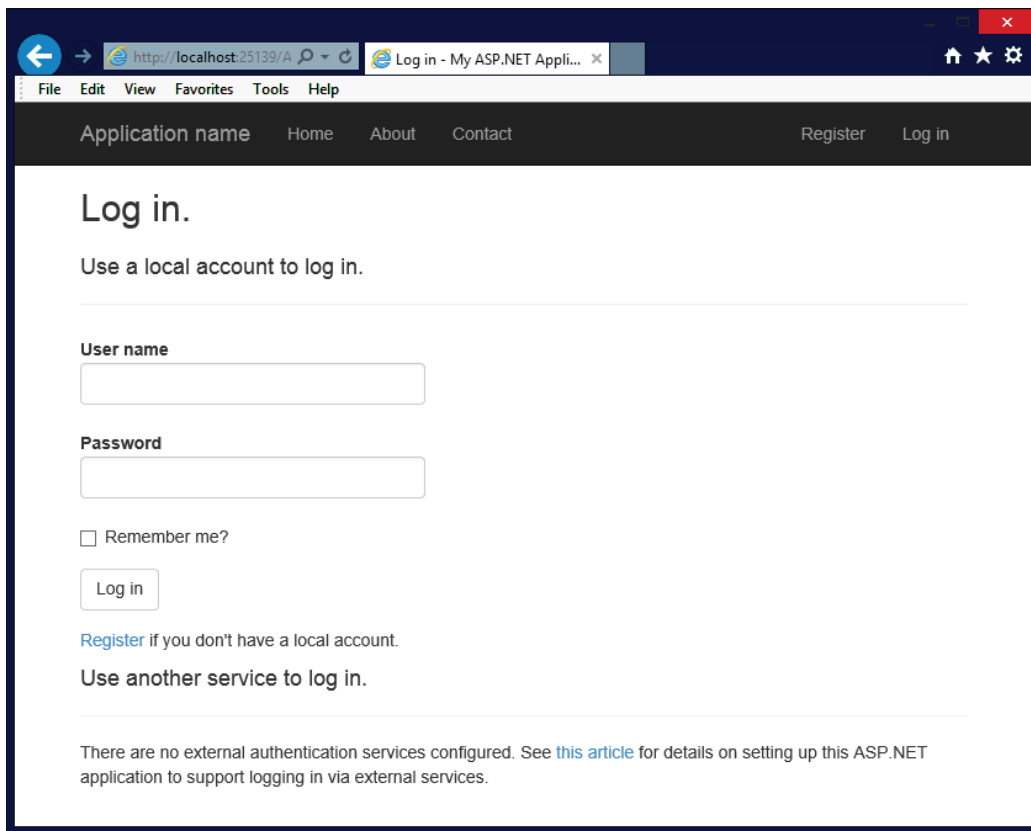 http://localhost:25139/A
Log in - My ASP.NET Appli...
File Edit View Favorites Tools Help
Application name Home About Contact Register Log in
Log in.
Use a local account to log in.
User name
Password
Remember me?
Log in
Register if you don't have a local account.
Use another service to log in.
There are no external authentication services configured. See this article for details on setting up this ASP.NET
application to support logging in via external services.